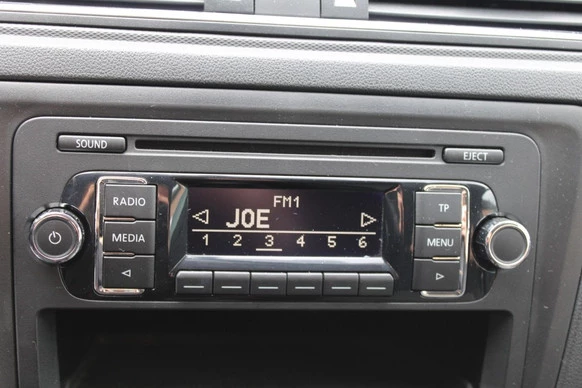 SOUND
EJECT
RADIO
MEDIA
FM1
JOE
1 2 3 4 5 6
TP
MENU